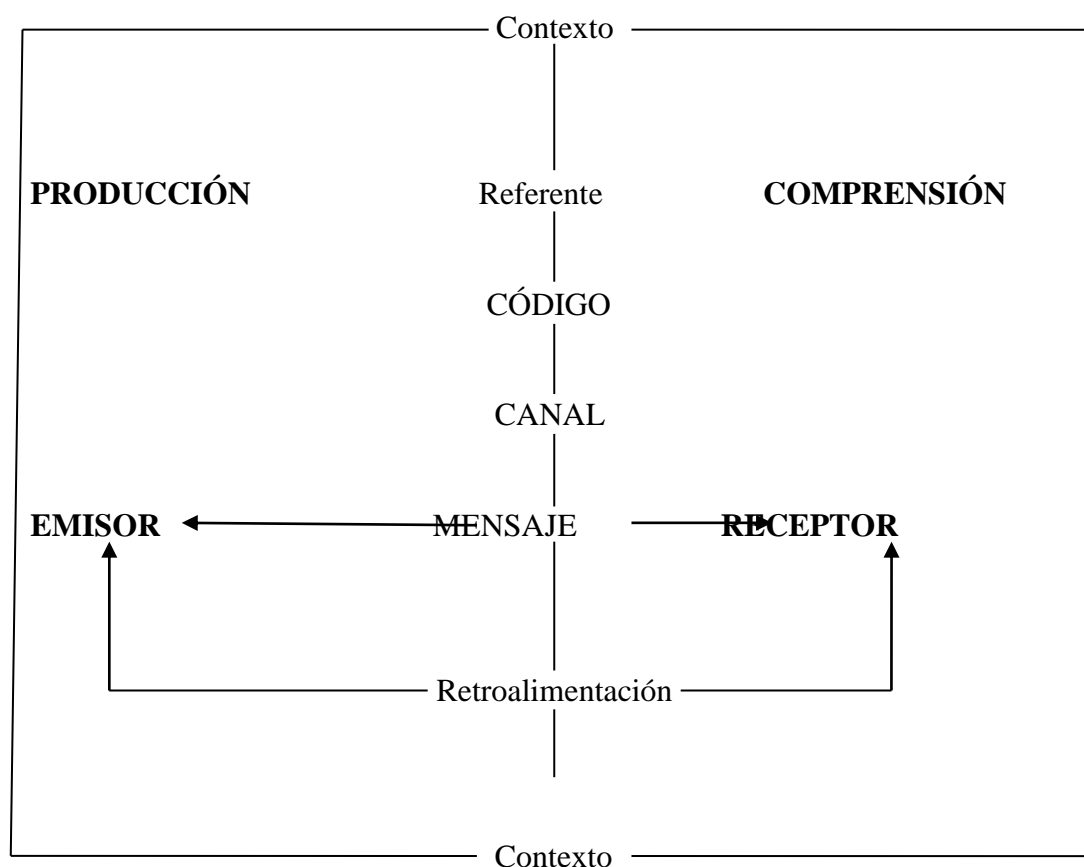 Contexto
PRODUCCIÓN Referente COMPRENSIÓN
CÓDIGO
CANAL
EMISOR MENSAJE RECEPTOR
Retroalimentación
Contexto